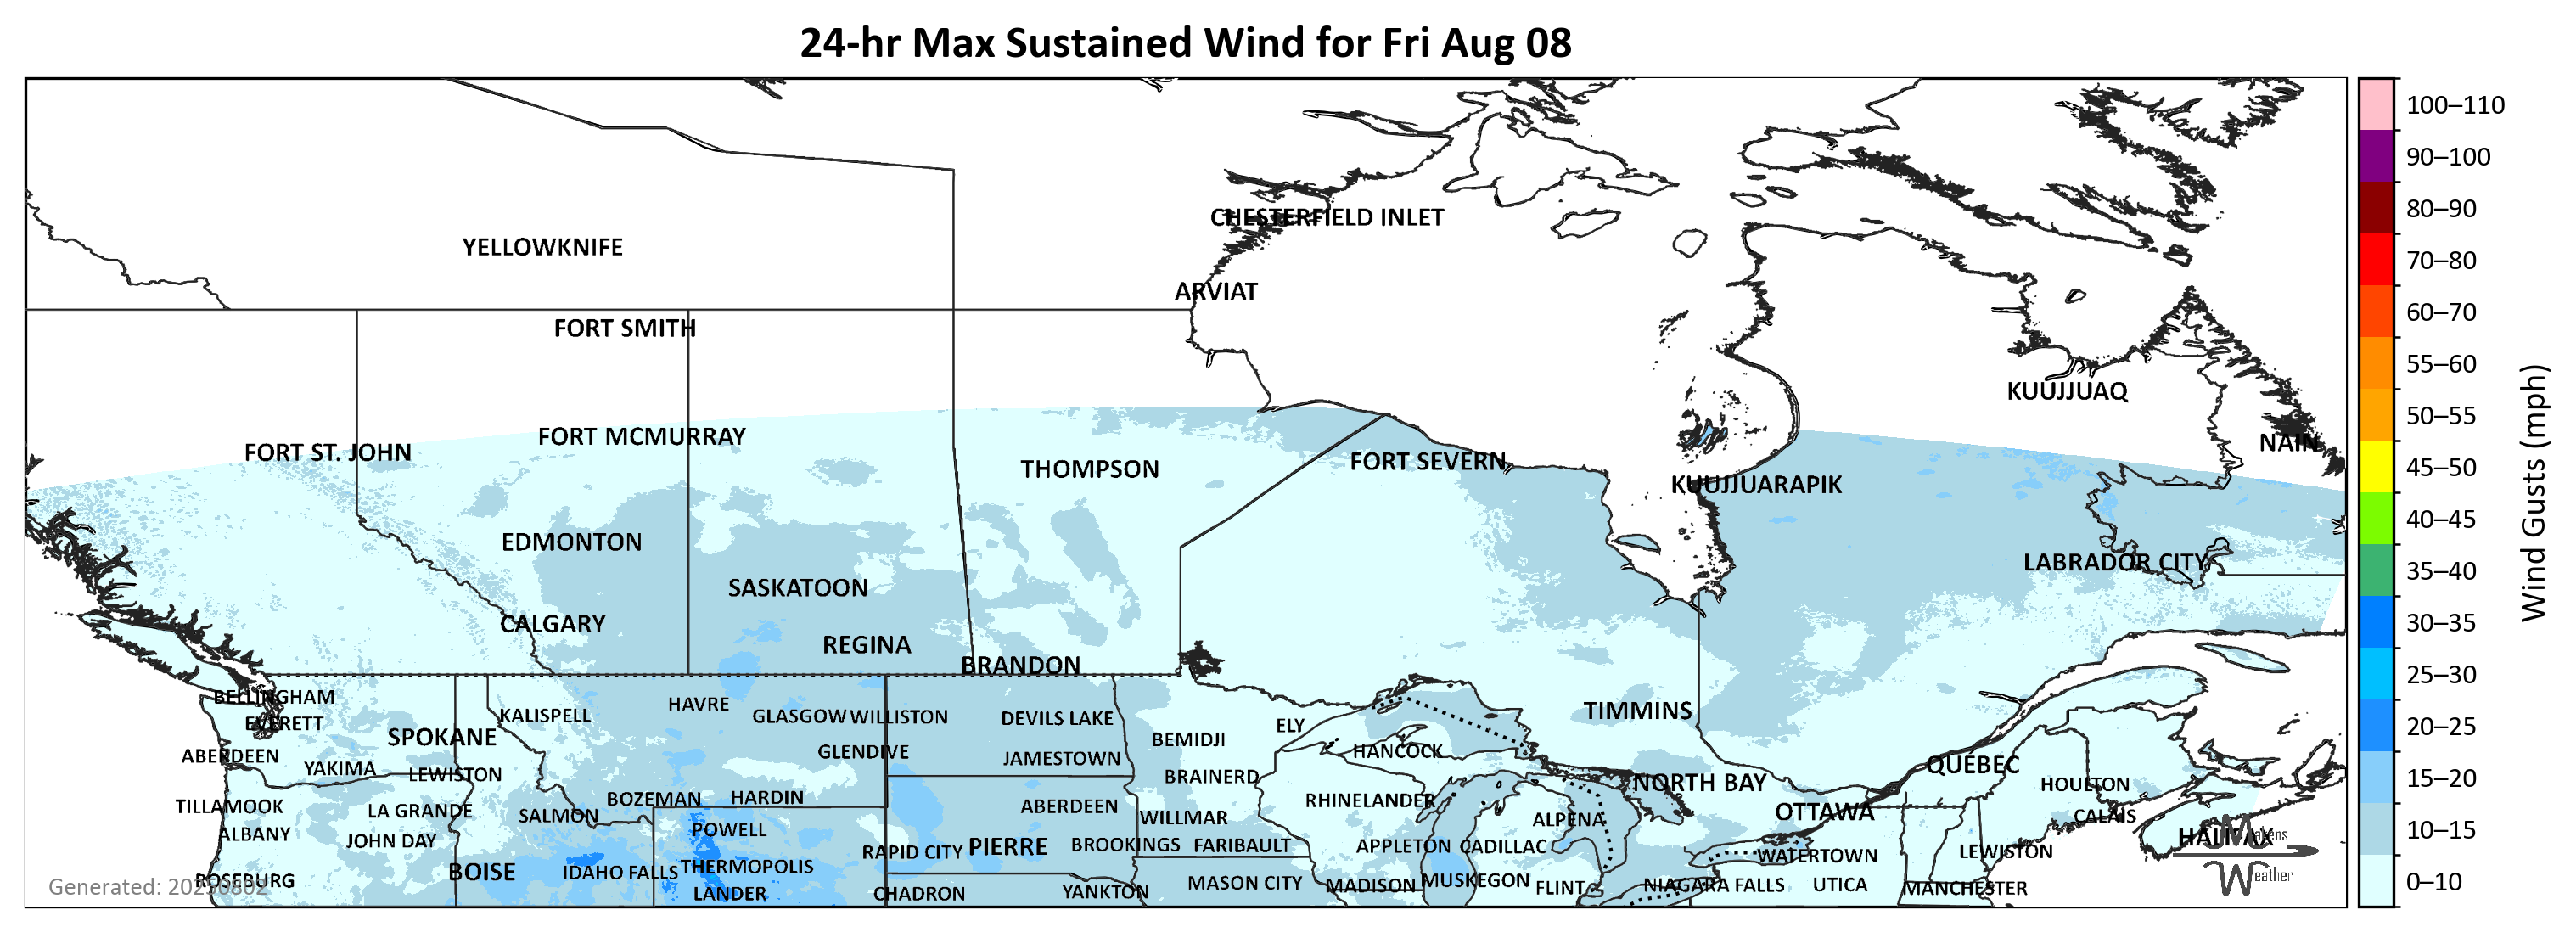 24-hr Max Sustained Wind for Fri Aug 08
100–110
90–100
80–90
70–80
60–70
55–60
50–55
45–50
40–45
35–40
30–35
25–30
20–25
15–20
10–15
0–10
Wind Gusts (mph)
CHESTERFIELD INLET
YELLOWKNIFE
ARVIAT
FORT SMITH
KUUJJUAQ
FORT MCMURRAY
NAIN
FORT ST. JOHN
FORT SEVERN
THOMPSON
KUUJJUARAPIK
EDMONTON
LABRADOR CITY
SASKATOON
CALGARY
REGINA
BRANDON
BELLINGHAM
HAVRE
TIMMINS
KALISPELL
GLASGOW
WILLISTON
DEVILS LAKE
EVERETT
ELY
SPOKANE
BEMIDJI
HANCOCK
GLENDIVE
ABERDEEN
JAMESTOWN
QUEBEC
YAKIMA
LEWISTON
BRAINERD
NORTH BAY
HOULTON
BOZEMAN
HARDIN
RHINELANDER
TILLAMOOK
LA GRANDE
ABERDEEN
OTTAWA
SALMON
WILLMAR
CALAIS
ALPENA
ALBANY
POWELL
HALIFAX
Makens
JOHN DAY
PIERRE
BROOKINGS
FARIBAULT
APPLETON
CADILLAC
RAPID CITY
LEWISTON
WATERTOWN
BOISE
IDAHO FALLS
THERMOPOLIS
Weather
ROSEBURG
MUSKEGON
MASON CITY
MADISON
NIAGARA FALLS
UTICA
Generated: 20250802
LANDER
CHADRON
YANKTON
FLINT
MANCHESTER